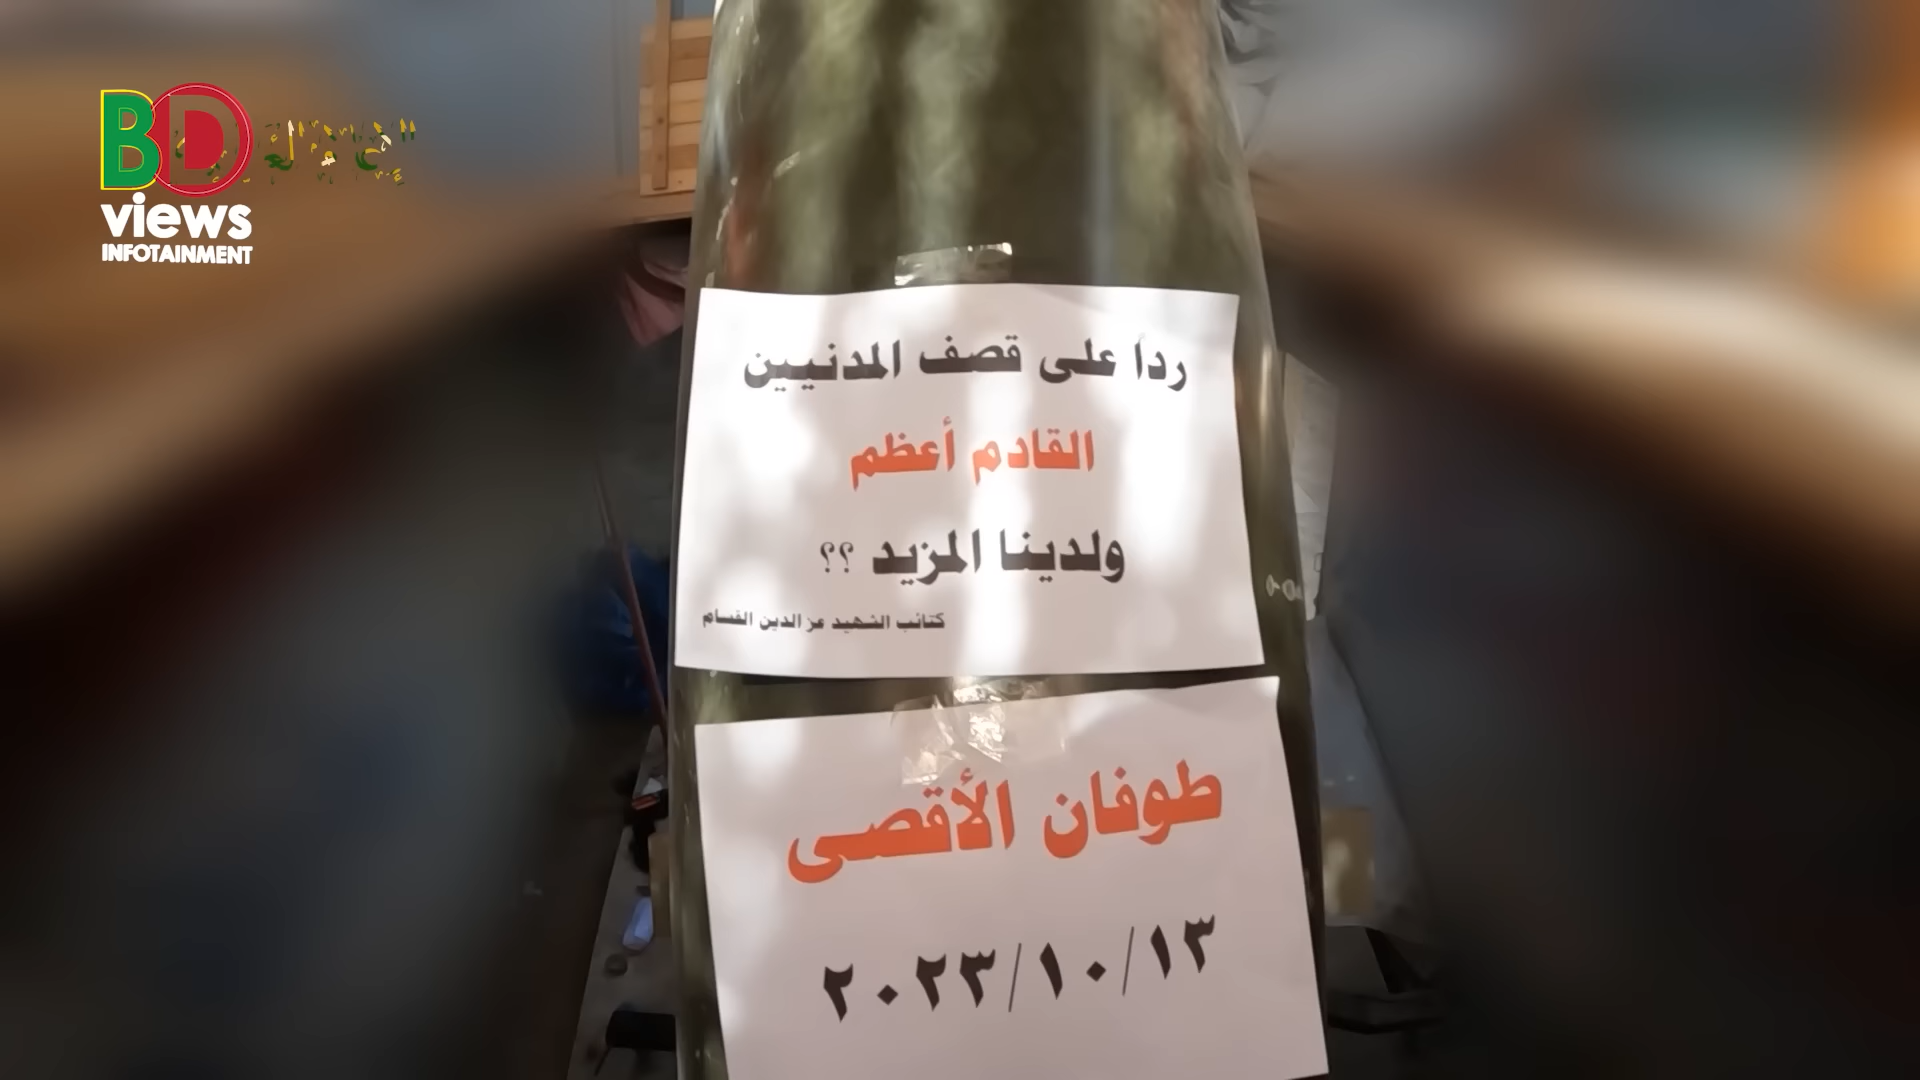 BD
views
INFOTAINMENT
رداً على قصف المدنيين
القادم أعظم
ولدينا المزيد ؟؟
كتائب الشهيد عز الدين القسام
طوفان الأقصى
٢٠٢٣/١٠/١٣